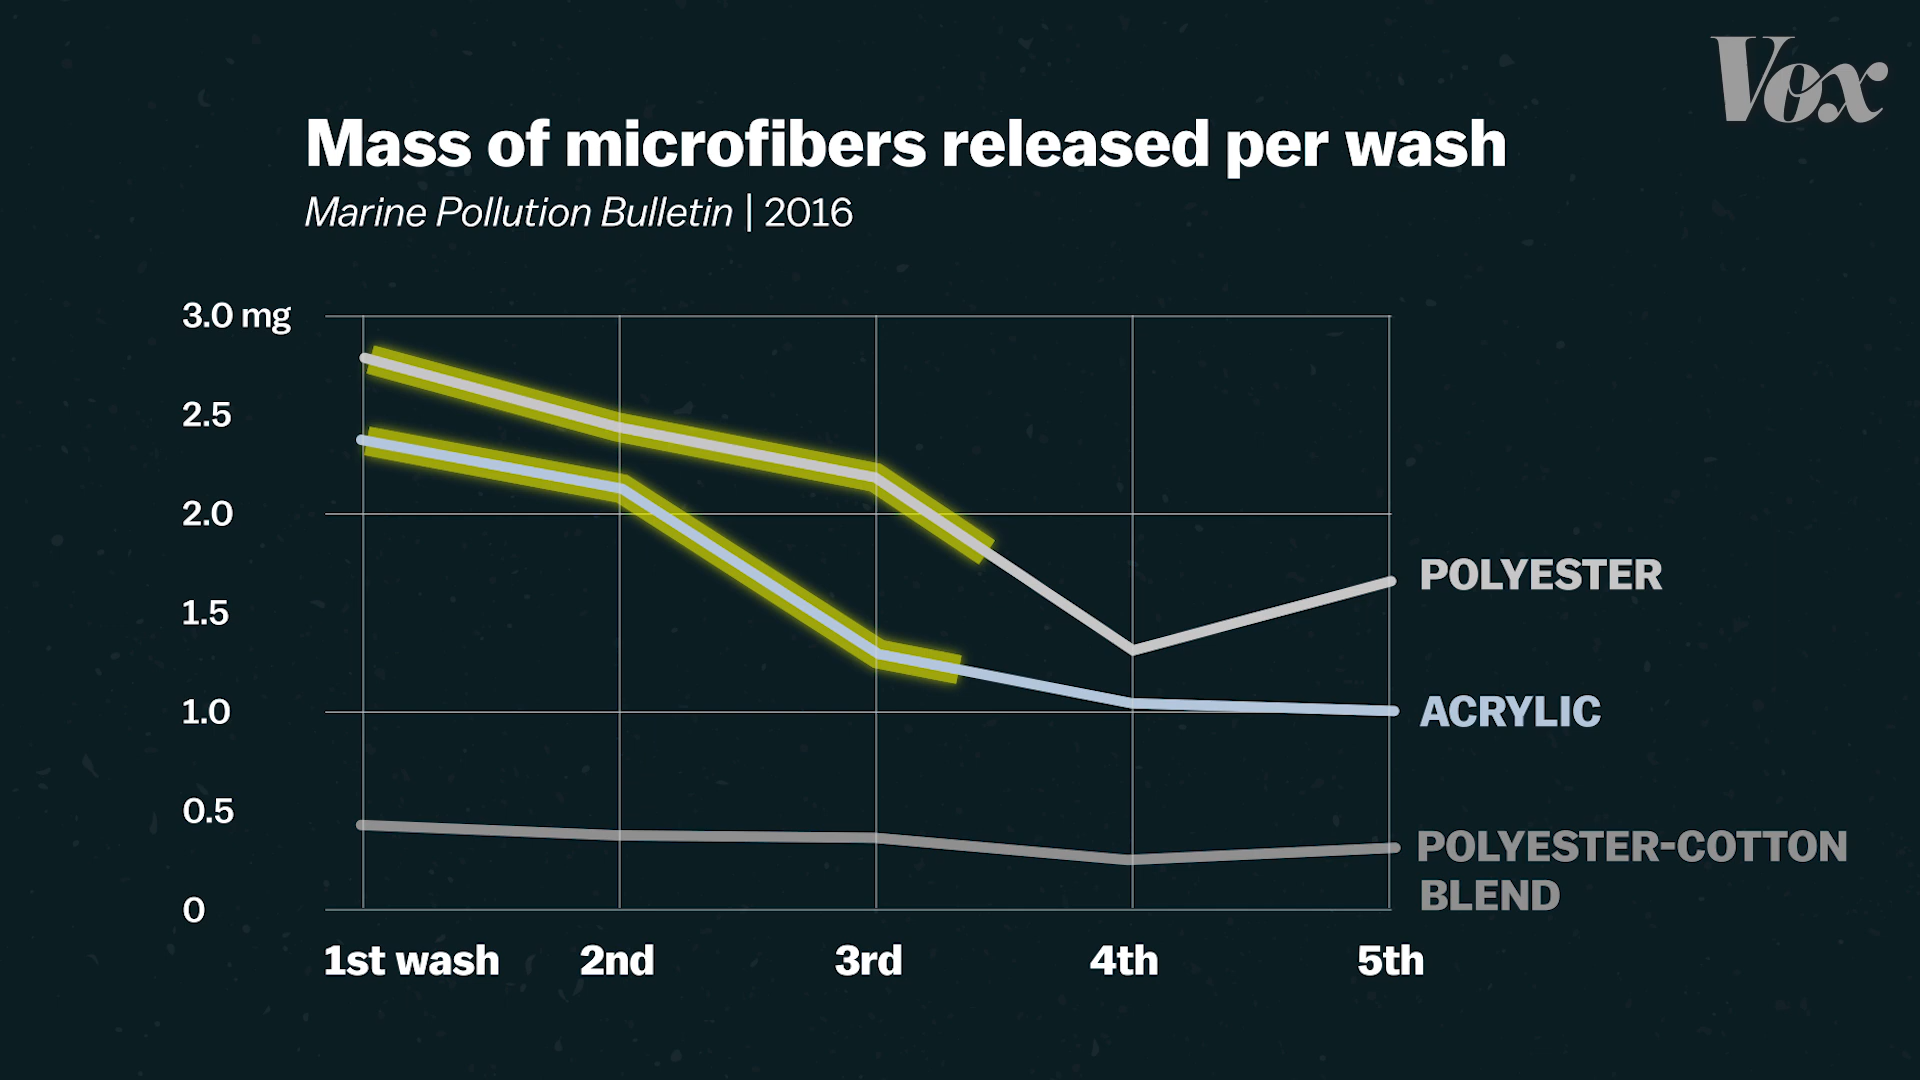 Vox
Mass of microfibers released per wash
Marine Pollution Bulletin | 2016
3.0 mg
2.5
2.0
1.5
1.0
0.5
0
POLYESTER
ACRYLIC
POLYESTER-COTTON
BLEND
1st wash 2nd 3rd 4th 5th